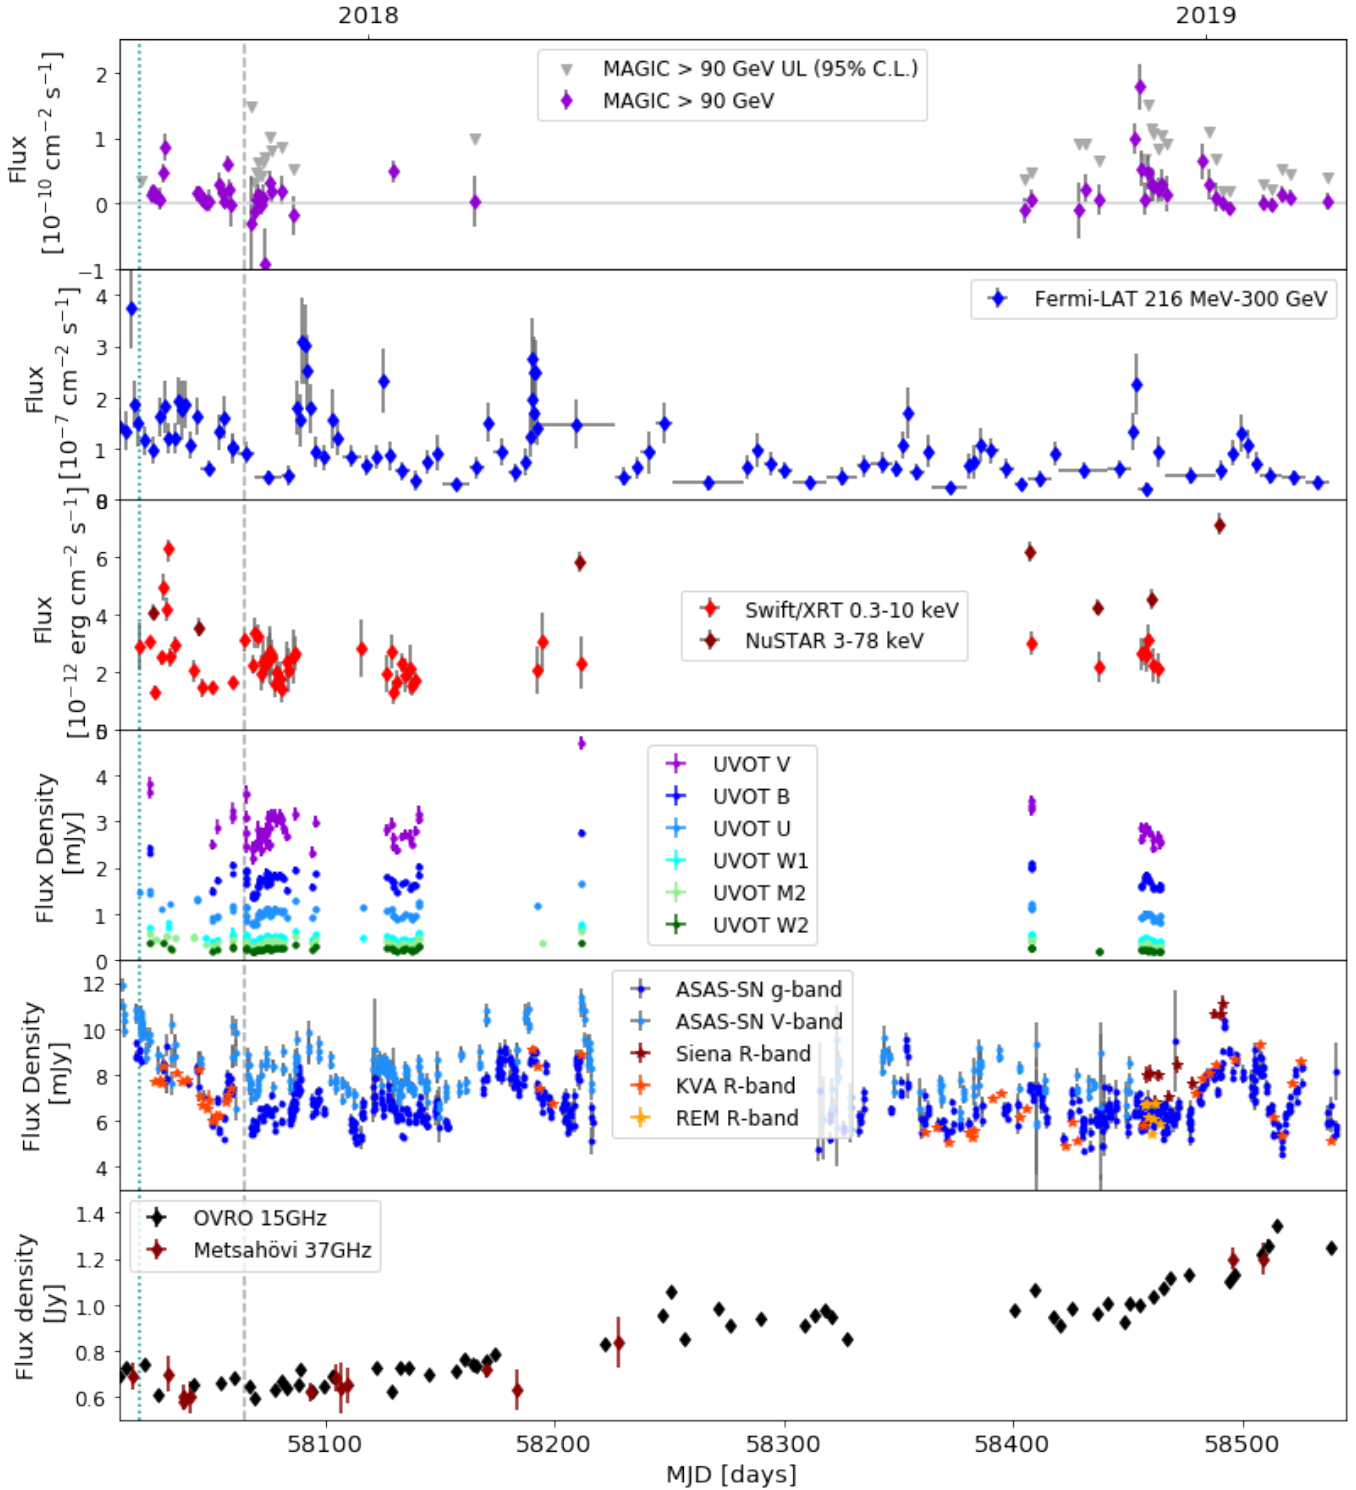 2018 2019
Flux
[10⁻¹⁰ cm⁻² s⁻¹]
2
1
0
−1
MAGIC > 90 GeV UL (95% C.L.)
MAGIC > 90 GeV
Flux
[10⁻⁷ cm⁻² s⁻¹]
4
3
2
1
Fermi-LAT 216 MeV-300 GeV
Flux
[10⁻¹² erg cm⁻² s⁻¹]
8
6
4
2
Swift/XRT 0.3-10 keV
NuSTAR 3-78 keV
Flux Density
[mJy]
5
4
3
2
1
0
UVOT V
UVOT B
UVOT U
UVOT W1
UVOT M2
UVOT W2
Flux Density
[mJy]
12
10
8
6
4
ASAS-SN g-band
ASAS-SN V-band
Siena R-band
KVA R-band
REM R-band
Flux density
[Jy]
1.4
1.2
1.0
0.8
0.6
OVRO 15GHz
Metsahövi 37GHz
58100 58200 58300 58400 58500
MJD [days]